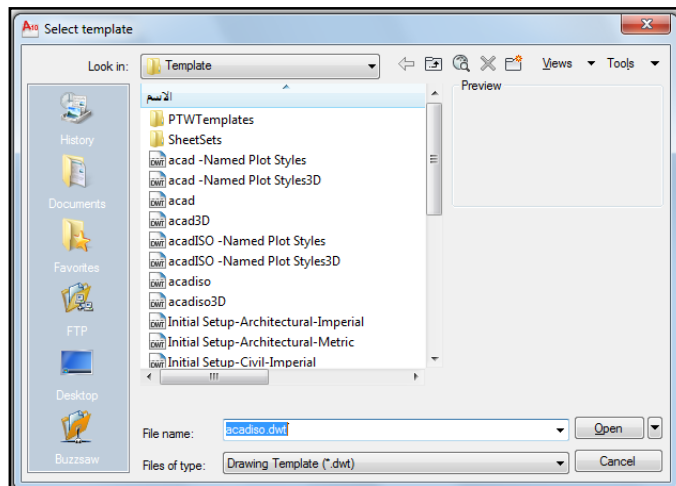 Select template
Look in: Template Views Tools
الاسم
PTWTemplates
SheetSets
acad -Named Plot Styles
acad -Named Plot Styles3D
acad
acad3D
acadISO -Named Plot Styles
acadISO -Named Plot Styles3D
acadiso
acadiso3D
Initial Setup-Architectural-Imperial
Initial Setup-Architectural-Metric
Initial Setup-Civil-Imperial
Preview
History
Documents
Favorites
FTP
Desktop
Buzzsaw
File name: acadiso.dwt Open
Files of type: Drawing Template (*.dwt) Cancel